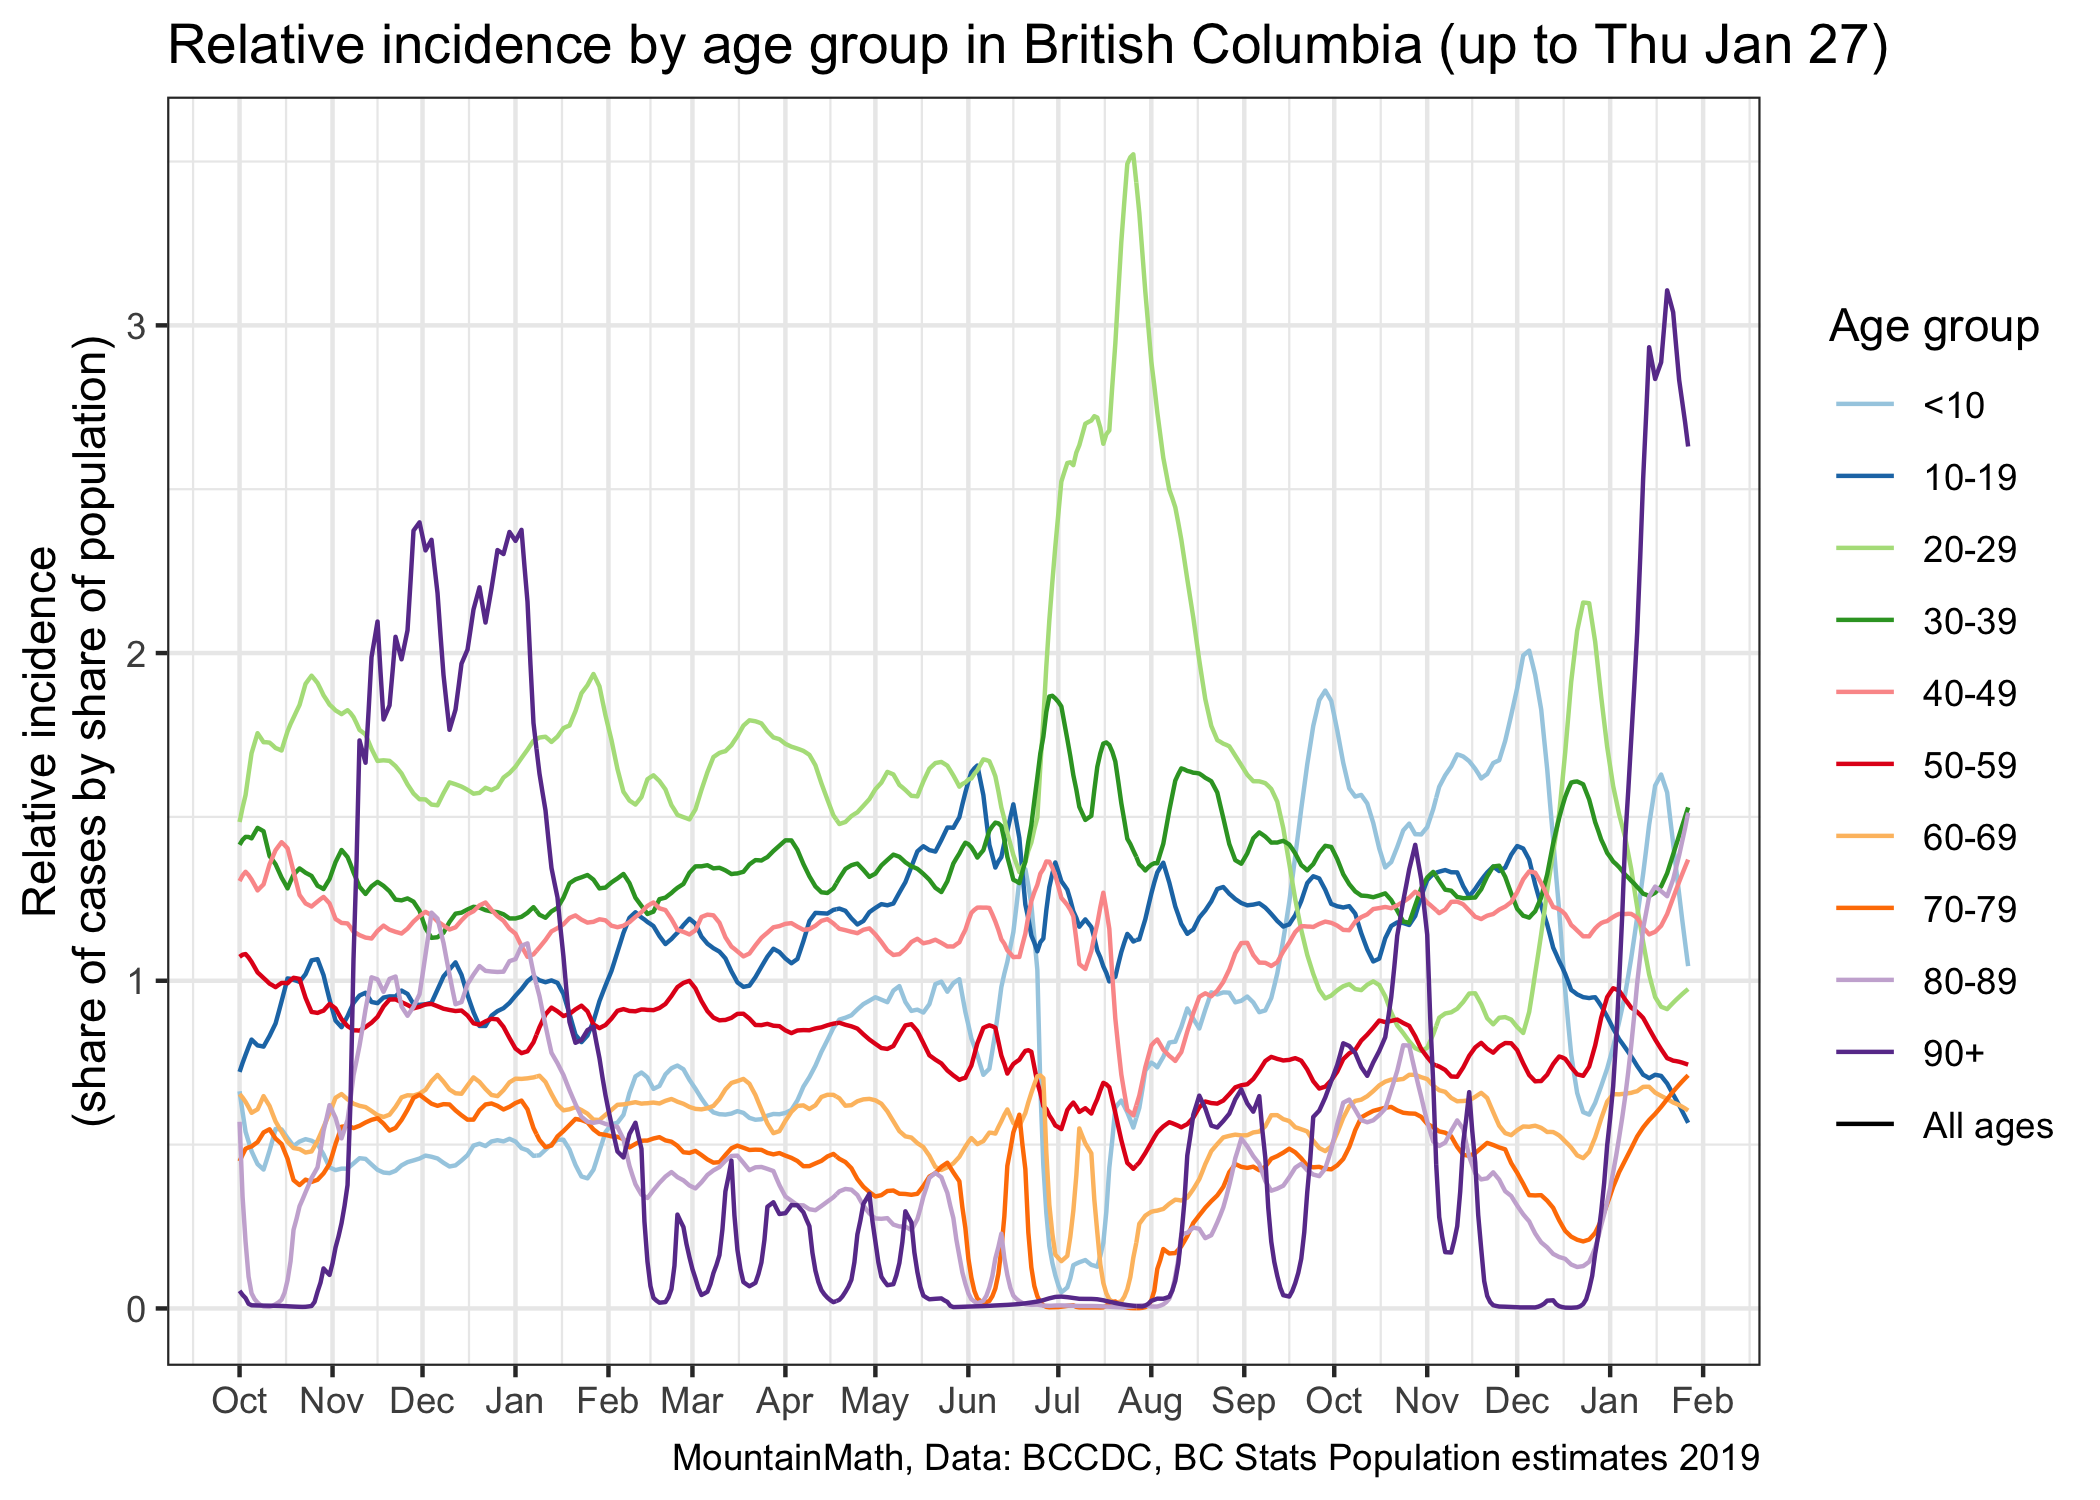 Relative incidence by age group in British Columbia (up to Thu Jan 27)
Relative incidence
(share of cases by share of population)
3
2
1
0
Oct Nov Dec Jan Feb Mar Apr May Jun Jul Aug Sep Oct Nov Dec Jan Feb
Age group
<10
10-19
20-29
30-39
40-49
50-59
60-69
70-79
80-89
90+
All ages
MountainMath, Data: BCCDC, BC Stats Population estimates 2019